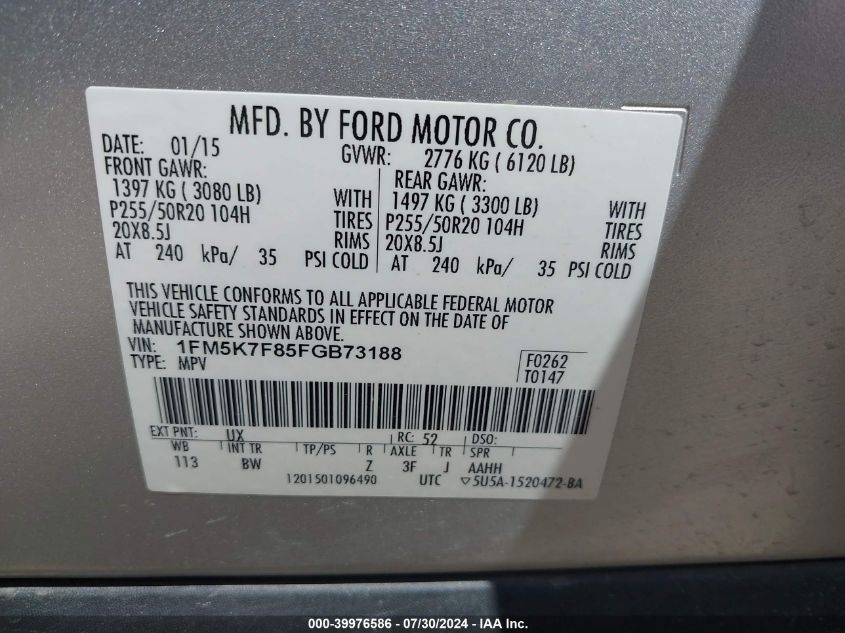 MFD. BY FORD MOTOR CO.
DATE: 01/15 GVWR: 2776 KG ( 6120 LB)
FRONT GAWR: REAR GAWR:
1397 KG ( 3080 LB) WITH 1497 KG ( 3300 LB) WITH
P255/50R20 104H TIRES P255/50R20 104H TIRES
20X8.5J RIMS 20X8.5J RIMS
AT 240 kPa/ 35 PSI COLD AT 240 kPa/ 35 PSI COLD
THIS VEHICLE CONFORMS TO ALL APPLICABLE FEDERAL MOTOR
VEHICLE SAFETY STANDARDS IN EFFECT ON THE DATE OF
MANUFACTURE SHOWN ABOVE.
VIN: 1FM5K7F85FGB73188
TYPE: MPV F0262
T0147
EXT PNT: UX RC: 52 DSO:
WB INT TR TP/PS R AXLE TR SPR
113 BW Z 3F J AAHH
1201501096490 UTC ▽5U5A-1520472-BA
000-39976586 / 07/30/2024 / IAA Inc.